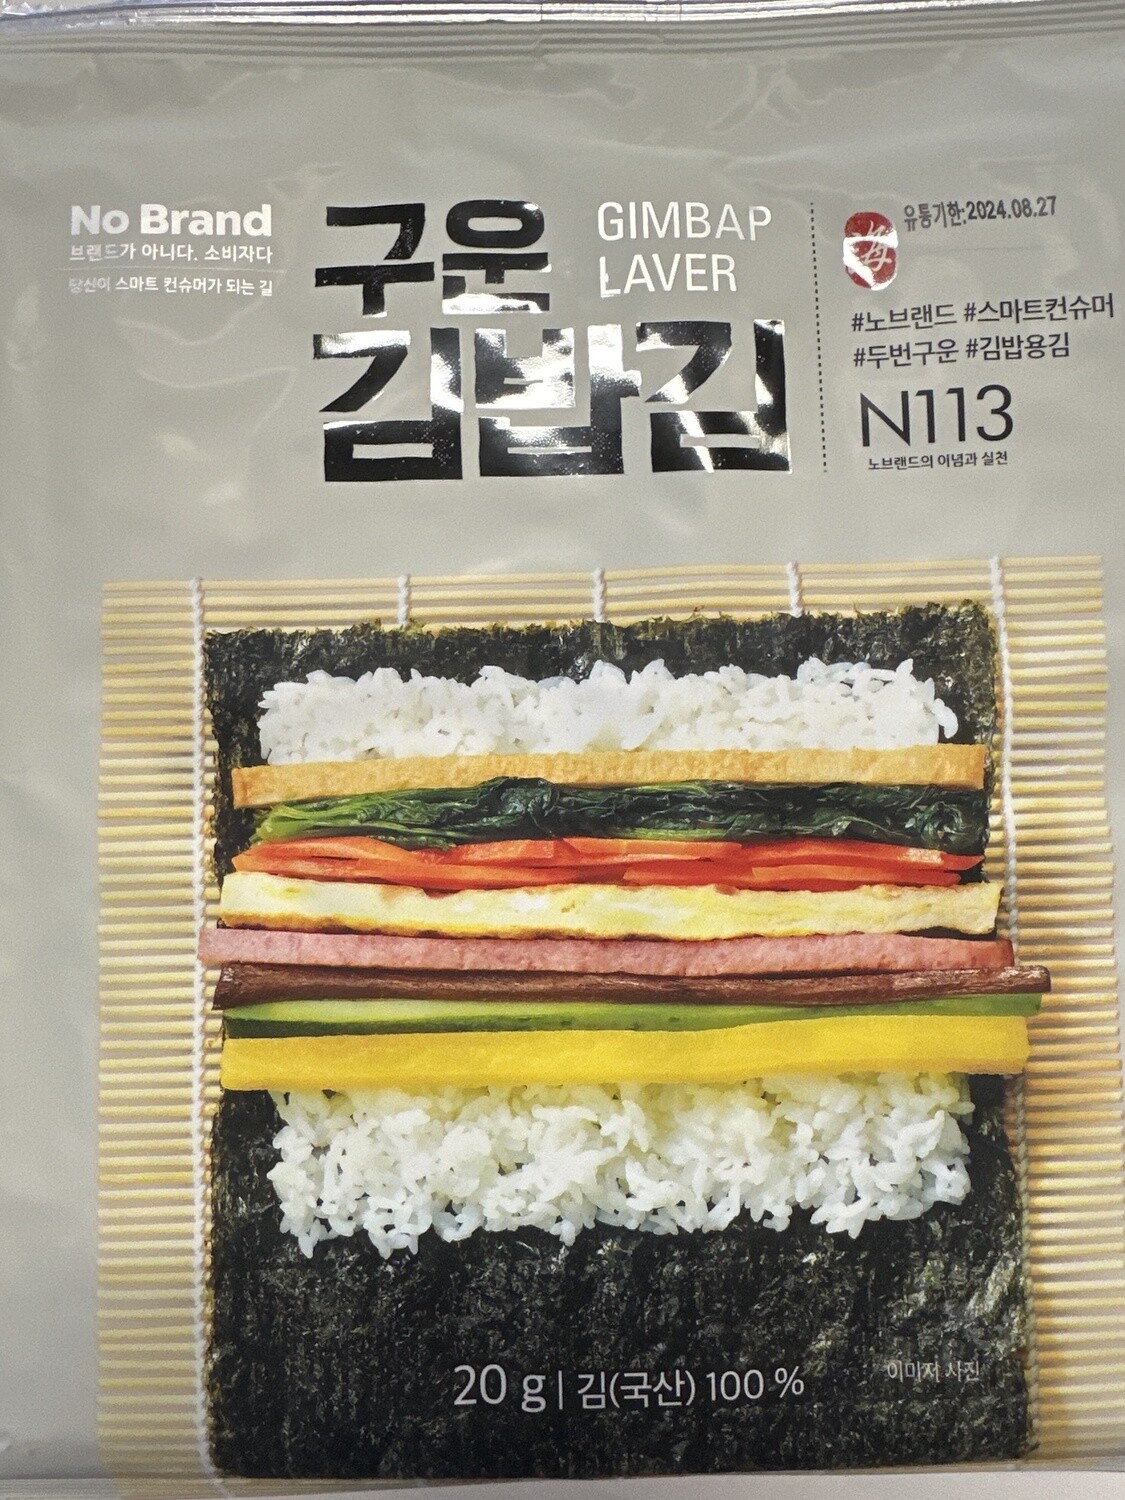 No Brand
브랜드가 아니다. 소비자다
당신이 스마트 컨슈머가 되는 길
구운
김밥김
GIMBAP
LAVER
海
유통기한:2024.08.27
#노브랜드 #스마트컨슈머
#두번구운 #김밥용김
N113
노브랜드의 이념과 실천
20 g | 김(국산) 100 %
이미지 사진